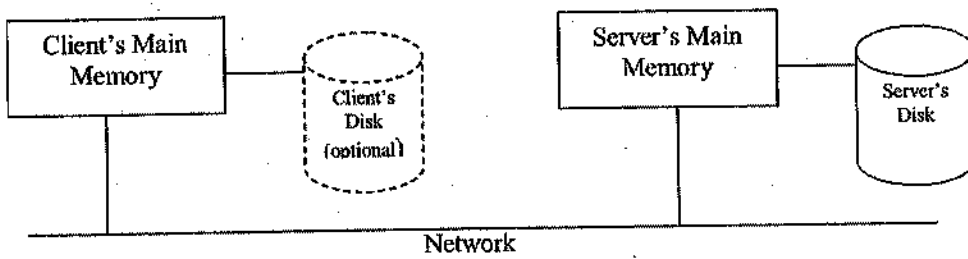 Client's Main
Memory
Client's
Disk
(optional)
Server's Main
Memory
Server's
Disk
Network